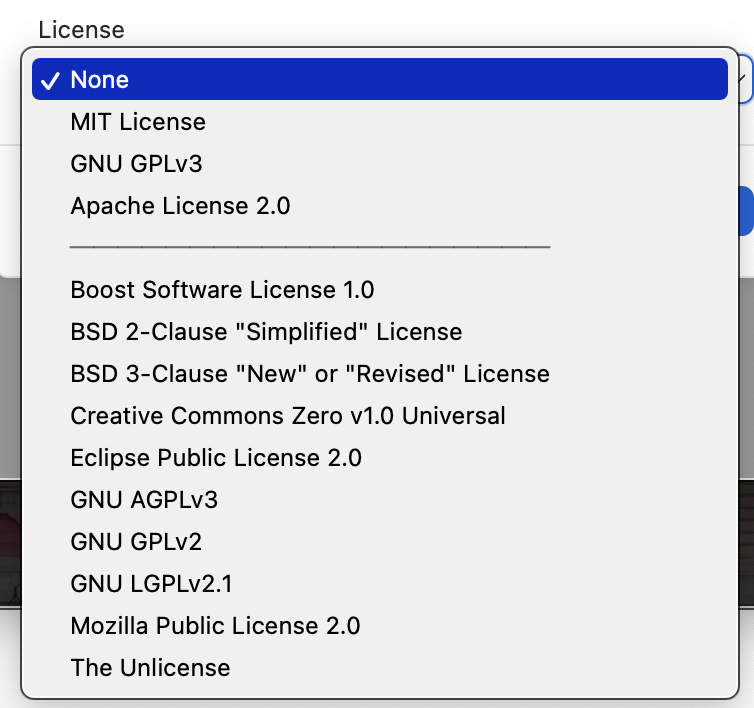 License
✓ None
MIT License
GNU GPLv3
Apache License 2.0
Boost Software License 1.0
BSD 2-Clause "Simplified" License
BSD 3-Clause "New" or "Revised" License
Creative Commons Zero v1.0 Universal
Eclipse Public License 2.0
GNU AGPLv3
GNU GPLv2
GNU LGPLv2.1
Mozilla Public License 2.0
The Unlicense